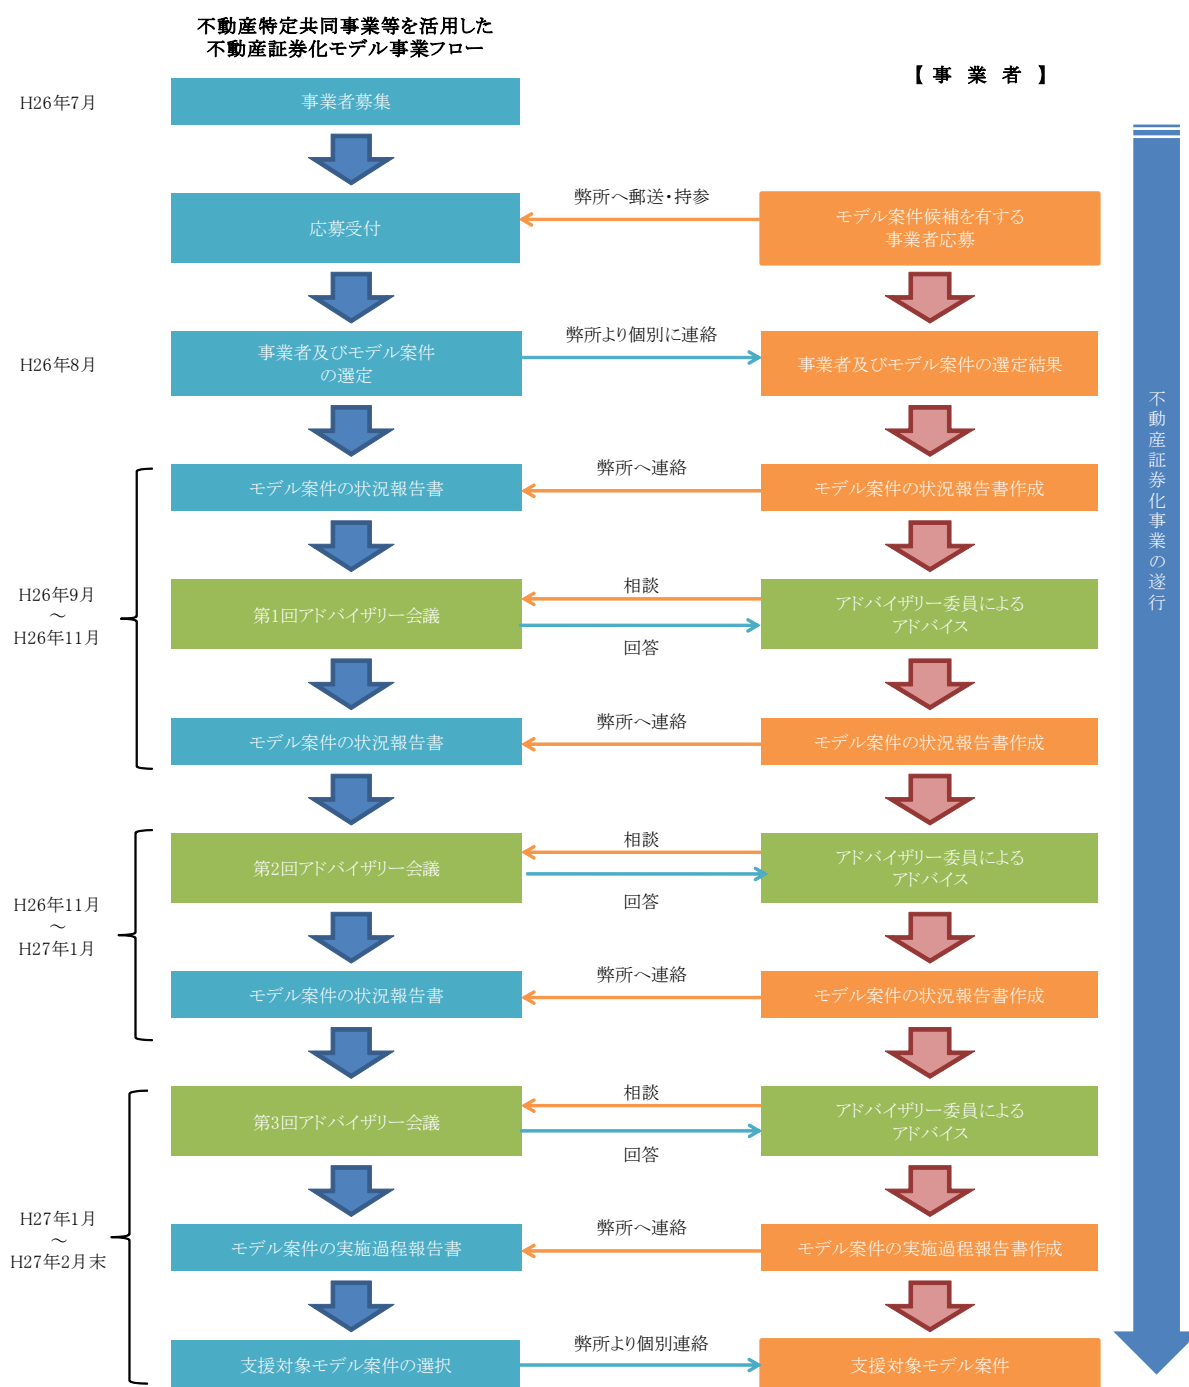 不動産特定共同事業等を活用した
不動産証券化モデル事業フロー
【 事 業 者 】
H26年7月
事業者募集
応募受付
弊所へ郵送・持参
モデル案件候補を有する
事業者応募
H26年8月
事業者及びモデル案件
の選定
弊所より個別に連絡
事業者及びモデル案件の選定結果
モデル案件の状況報告書
弊所へ連絡
モデル案件の状況報告書作成
H26年9月
～
H26年11月
第1回アドバイザリー会議
相談
回答
アドバイザリー委員による
アドバイス
モデル案件の状況報告書
弊所へ連絡
モデル案件の状況報告書作成
H26年11月
～
H27年1月
第2回アドバイザリー会議
相談
回答
アドバイザリー委員による
アドバイス
モデル案件の状況報告書
弊所へ連絡
モデル案件の状況報告書作成
H27年1月
～
H27年2月末
第3回アドバイザリー会議
相談
回答
アドバイザリー委員による
アドバイス
モデル案件の実施過程報告書
弊所へ連絡
モデル案件の実施過程報告書作成
支援対象モデル案件の選択
弊所より個別連絡
支援対象モデル案件
不動産証券化事業の遂行